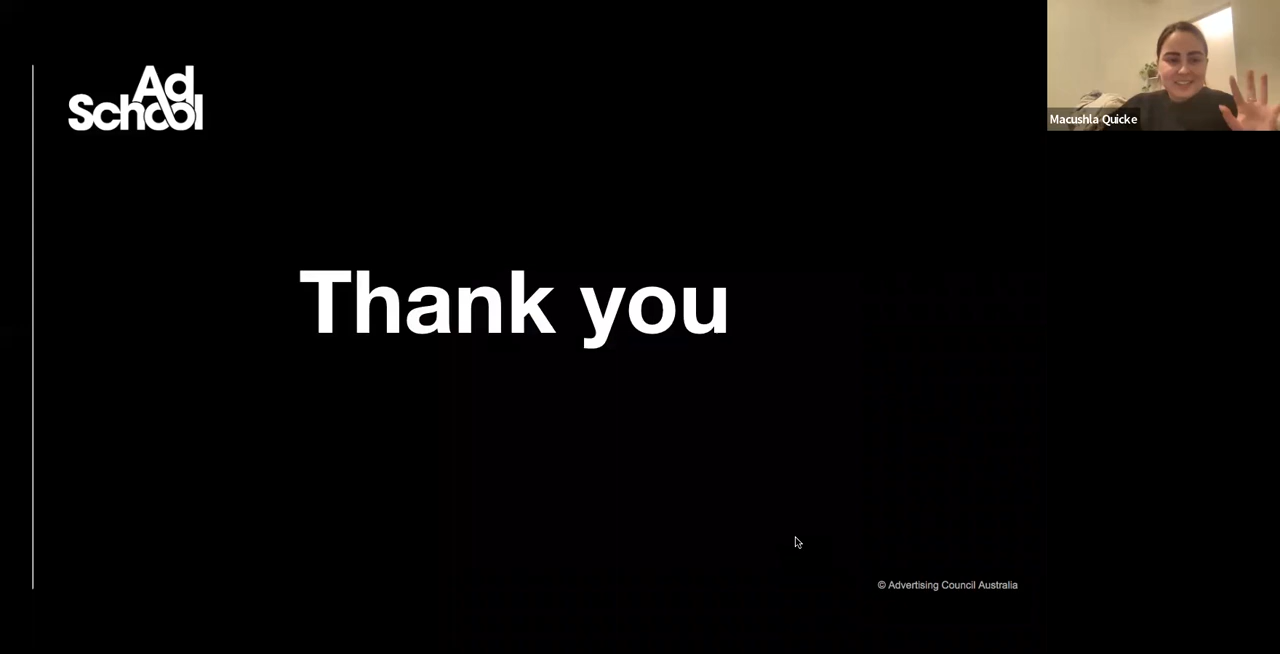 Ad
School
Macushla Quicke
Thank you
© Advertising Council Australia